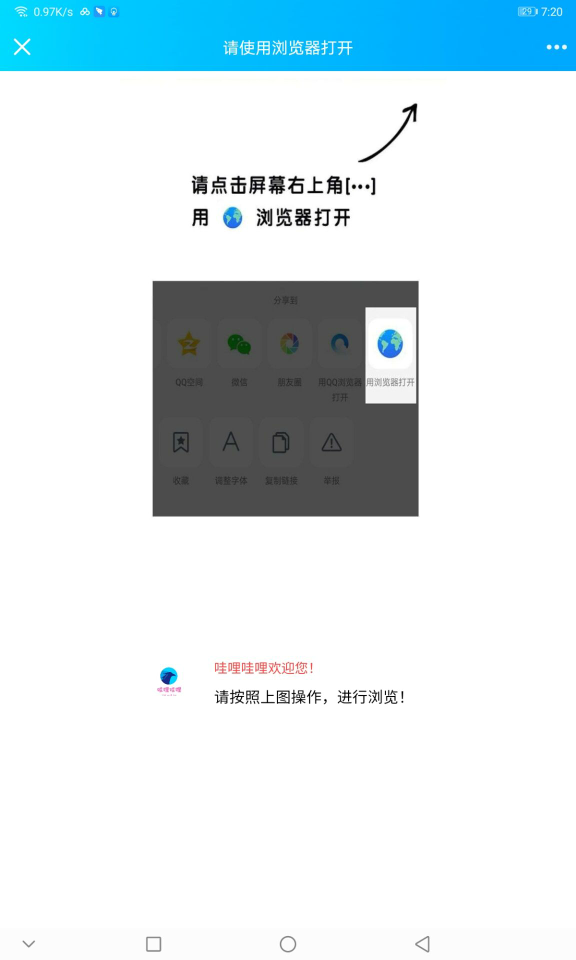 0.97K/s
29
7:20
请使用浏览器打开
请点击屏幕右上角[···]
用 浏览器打开
分享到
QQ空间
微信
朋友圈
用QQ浏览器
打开
用浏览器打开
收藏
调整字体
复制链接
举报
哇哩哇哩欢迎您！
哇哩哇哩
请按照上图操作，进行浏览！